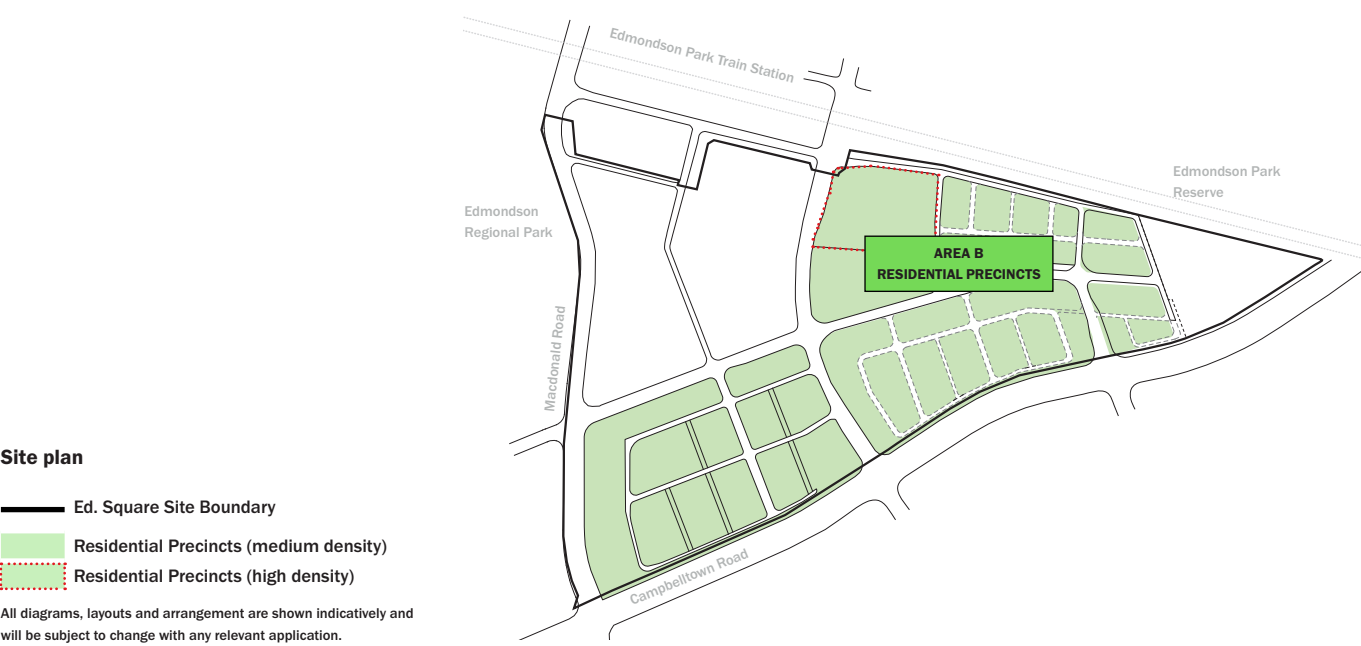 Edmondson Park Train Station
Edmondson Park
Reserve
Edmondson
Regional Park
AREA B
RESIDENTIAL PRECINCTS
Macdonald Road
Campbelltown Road
Site plan
Ed. Square Site Boundary
Residential Precincts (medium density)
Residential Precincts (high density)
All diagrams, layouts and arrangement are shown indicatively and
will be subject to change with any relevant application.